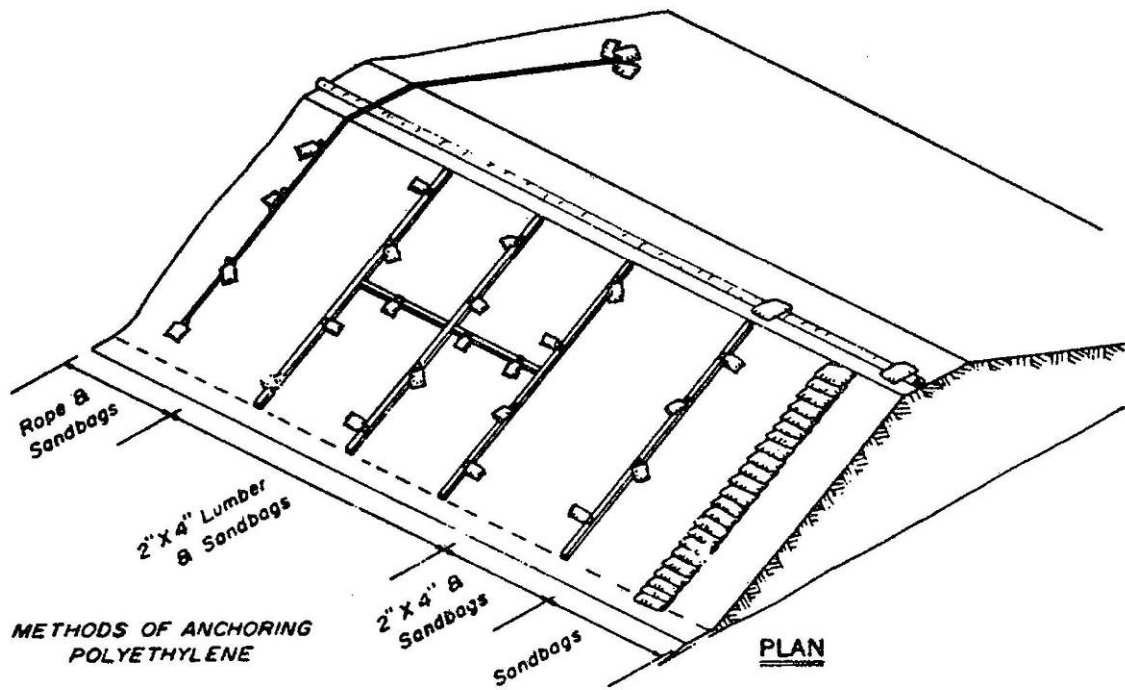 Rope &
Sandbags
2"X 4" Lumber
& Sandbags
2"X 4" &
Sandbags
Sandbags
METHODS OF ANCHORING
POLYETHYLENE
PLAN